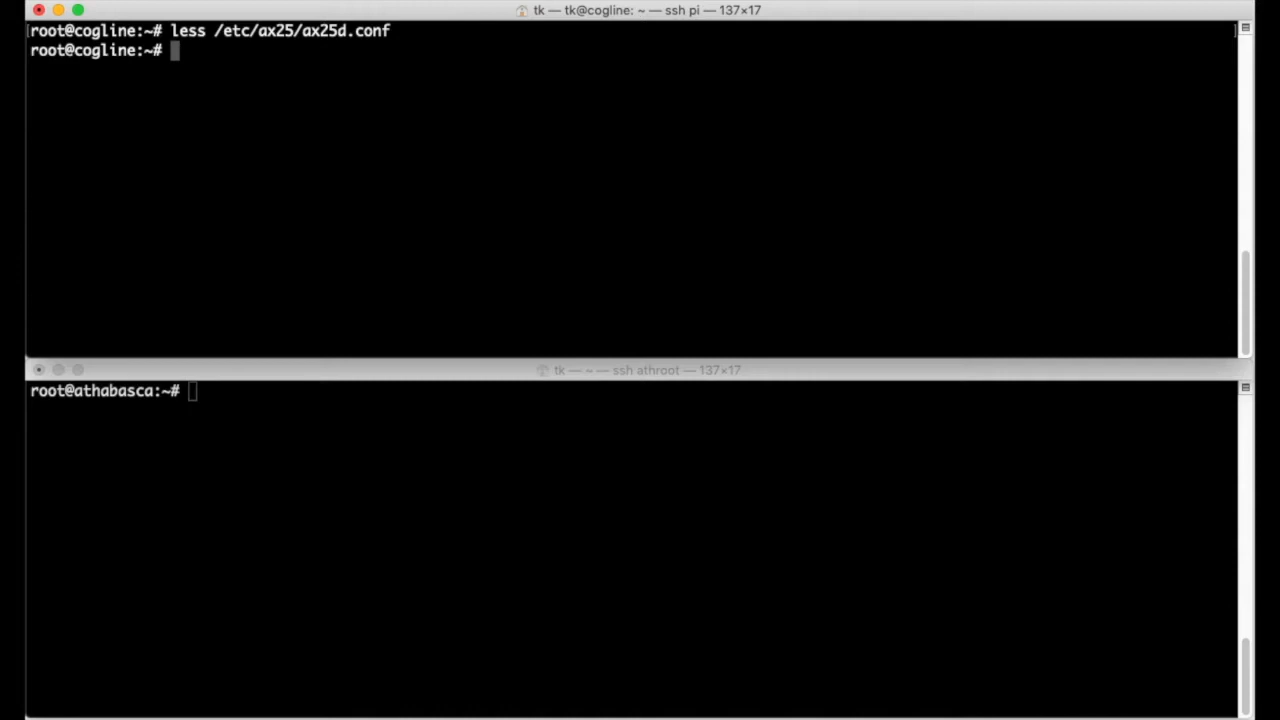 tk — tk@cogline: ~ — ssh pi — 137×17
root@cogline:~# less /etc/ax25/ax25d.conf
root@cogline:~#
tk — ~ — ssh athroot — 137×17
root@athabasca:~#